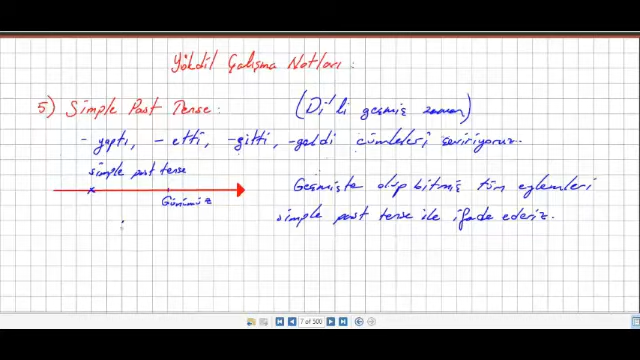 Yökdil Çalışma Notları:
5) Simple Past Tense: (Di'li geçmiş zaman)
- yaptı, - etti, - gitti, - geldi cümleleri çeviriyoruz.
simple past tense
Günümüz
Geçmişte olup bitmiş tüm eylemleri
simple past tense ile ifade ederiz.
7 of 500